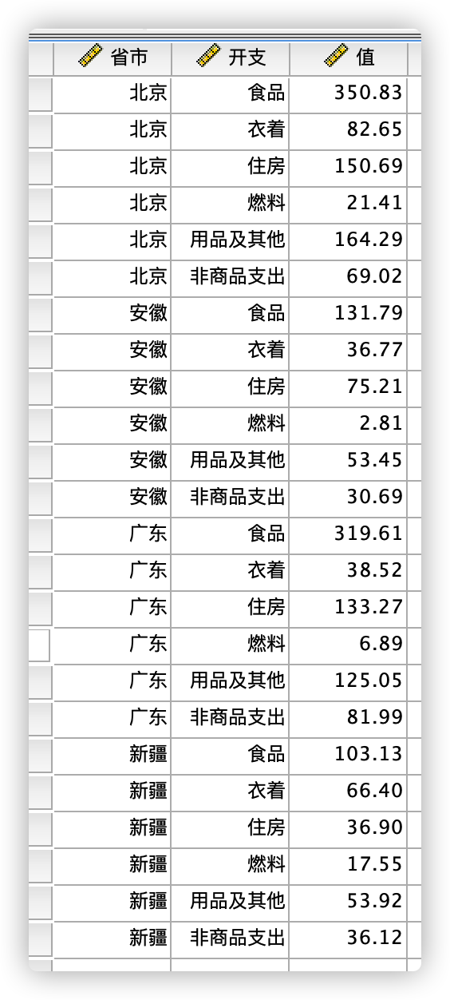 省市 开支 值
北京 食品 350.83
北京 衣着 82.65
北京 住房 150.69
北京 燃料 21.41
北京 用品及其他 164.29
北京 非商品支出 69.02
安徽 食品 131.79
安徽 衣着 36.77
安徽 住房 75.21
安徽 燃料 2.81
安徽 用品及其他 53.45
安徽 非商品支出 30.69
广东 食品 319.61
广东 衣着 38.52
广东 住房 133.27
广东 燃料 6.89
广东 用品及其他 125.05
广东 非商品支出 81.99
新疆 食品 103.13
新疆 衣着 66.40
新疆 住房 36.90
新疆 燃料 17.55
新疆 用品及其他 53.92
新疆 非商品支出 36.12